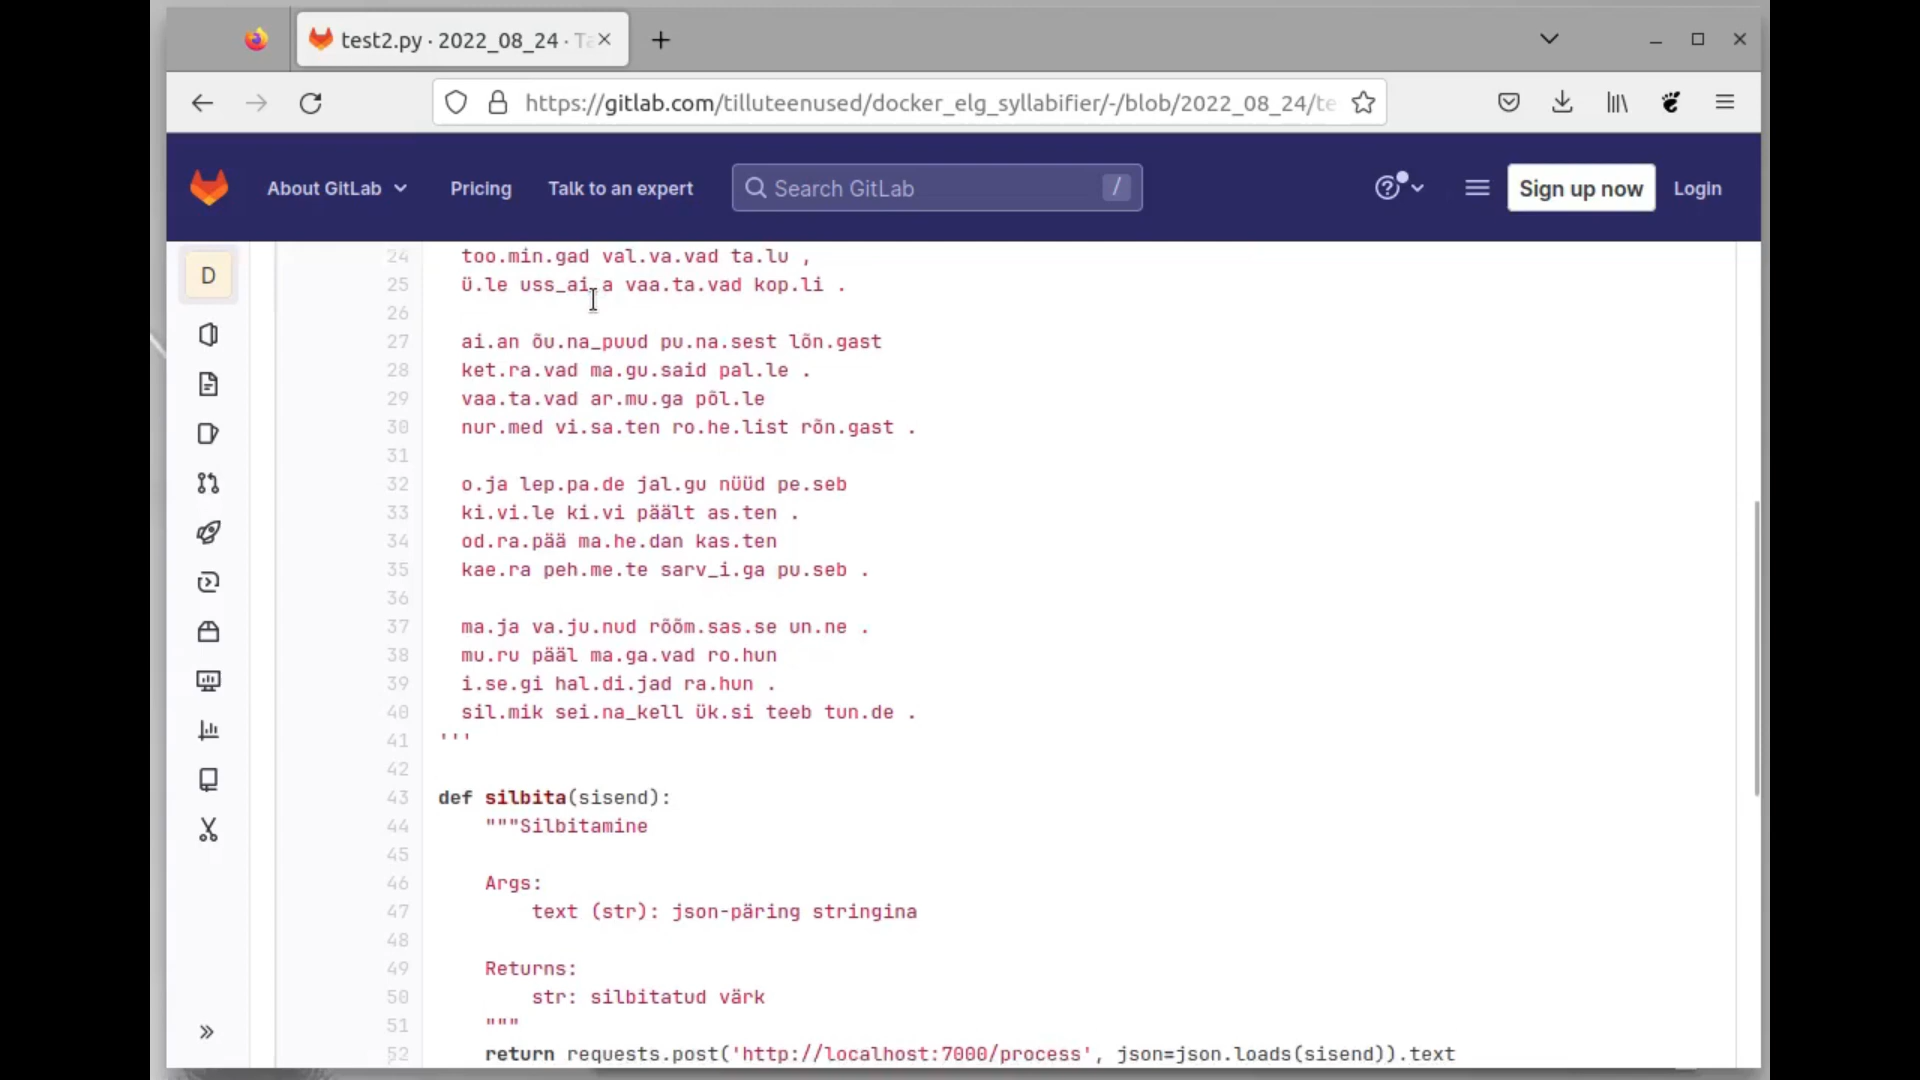 test2.py · 2022_08_24 ·
https://gitlab.com/tilluteenused/docker_elg_syllabifier/-/blob/2022_08_24/te
About GitLab
Pricing
Talk to an expert
Search GitLab
/
Sign up now
Login
D
24 too.min.gad val.va.vad ta.lu ,
25 ü.le uss_ai.a vaa.ta.vad kop.li .
26
27 ai.an õu.na_puud pu.na.sest lõn.gast
28 ket.ra.vad ma.gu.said pal.le .
29 vaa.ta.vad ar.mu.ga põl.le
30 nur.med vi.sa.ten ro.he.list rõn.gast .
31
32 o.ja lep.pa.de jal.gu nüüd pe.seb
33 ki.vi.le ki.vi päält as.ten .
34 od.ra.pää ma.he.dan kas.ten
35 kae.ra peh.me.te sarv_i.ga pu.seb .
36
37 ma.ja va.ju.nud rõõm.sas.se un.ne .
38 mu.ru pääl ma.ga.vad ro.hun
39 i.se.gi hal.di.jad ra.hun .
40 sil.mik sei.na_kell ük.si teeb tun.de .
41 '''
42
43 def silbita(sisend):
44 """Silbitamine
45
46 Args:
47 text (str): json-päring stringina
48
49 Returns:
50 str: silbitatud värk
51 """
52 return requests.post('http://localhost:7000/process', json=json.loads(sisend)).text